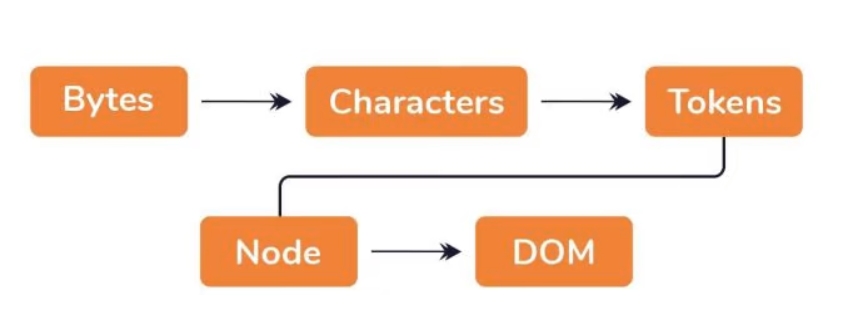 Bytes
Characters
Tokens
Node
DOM